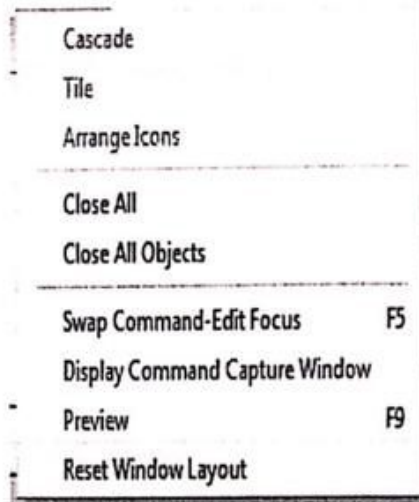 Cascade
Tile
Arrange Icons
Close All
Close All Objects
Swap Command-Edit Focus F5
Display Command Capture Window
Preview F9
Reset Window Layout